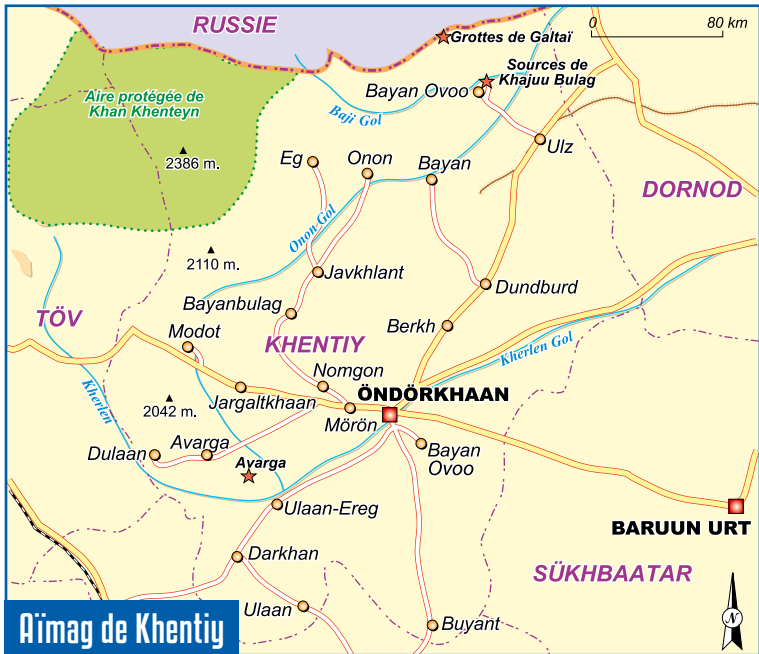 RUSSIE
0 80 km
Grottes de Galtaï
Sources de
Khajuu Bulag
Bayan Ovoo
Aire protégée de
Khan Khenteyn
Baji Gol
Ulz
2386 m.
Eg
Onon
Bayan
DORNOD
Onon Gol
2110 m.
Javkhlant
Dundburd
Bayanbulag
TÖV
Modot
KHENTIY
Berkh
Kherlen Gol
Kherlen
Nomgon
ÖNDÖRKHAAN
Jargaltkhaan
2042 m.
Mörön
Dulaan
Avarga
Avarga
Bayan
Ovoo
Ulaan-Ereg
BARUUN URT
Darkhan
SÜKHBAATAR
Ulaan
Buyant
N
Aïmag de Khentiy